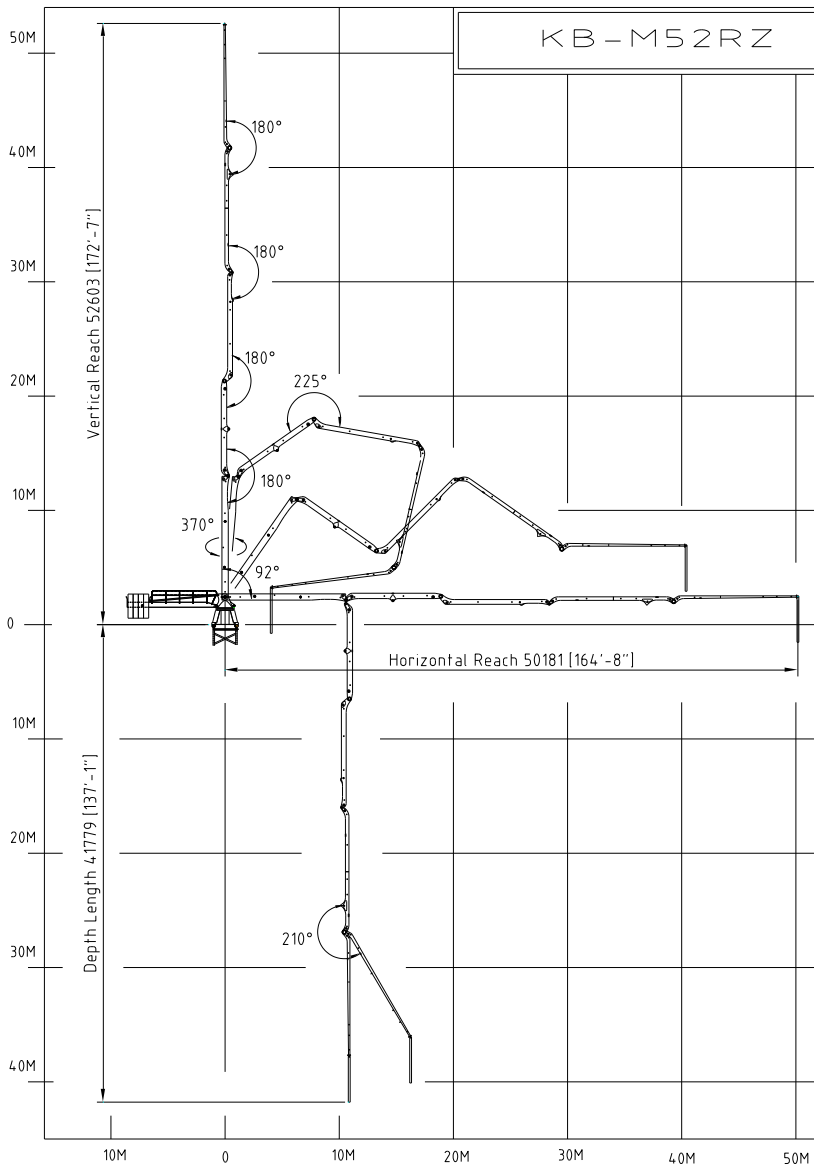 KB-M52RZ
50M
40M
30M
20M
10M
0
10M
20M
30M
40M
Vertical Reach 52603 [172'-7"]
180°
180°
180°
225°
180°
370°
92°
Horizontal Reach 50181 [164'-8"]
Depth Length 41779 [137'-1"]
210°
10M
0
10M
20M
30M
40M
50M